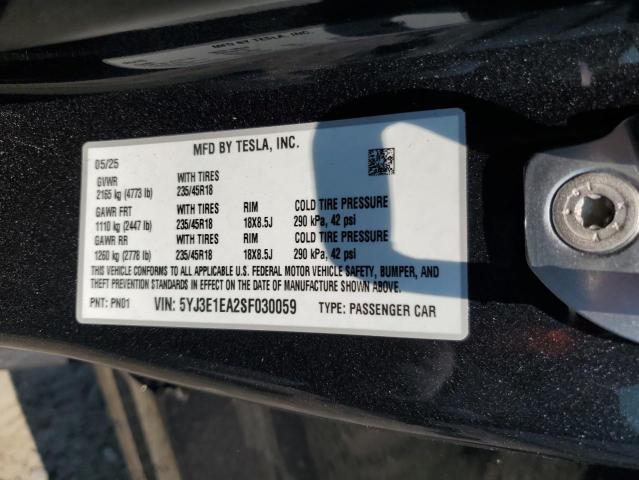 MFD BY TESLA, INC.
MFD BY TESLA, INC.
05/25
GVWR WITH TIRES
2165 kg (4773 lb) 235/45R18
GAWR FRT WITH TIRES RIM COLD TIRE PRESSURE
1110 kg (2447 lb) 235/45R18 18X8.5J 290 kPa, 42 psi
GAWR RR WITH TIRES RIM COLD TIRE PRESSURE
1260 kg (2778 lb) 235/45R18 18X8.5J 290 kPa, 42 psi
THIS VEHICLE CONFORMS TO ALL APPLICABLE U.S. FEDERAL MOTOR VEHICLE SAFETY, BUMPER, AND
THEFT PREVENTION STANDARDS IN EFFECT ON THE DATE OF MANUFACTURE SHOWN ABOVE.
PNT: PN01 VIN: 5YJ3E1EA2SF030059 TYPE: PASSENGER CAR